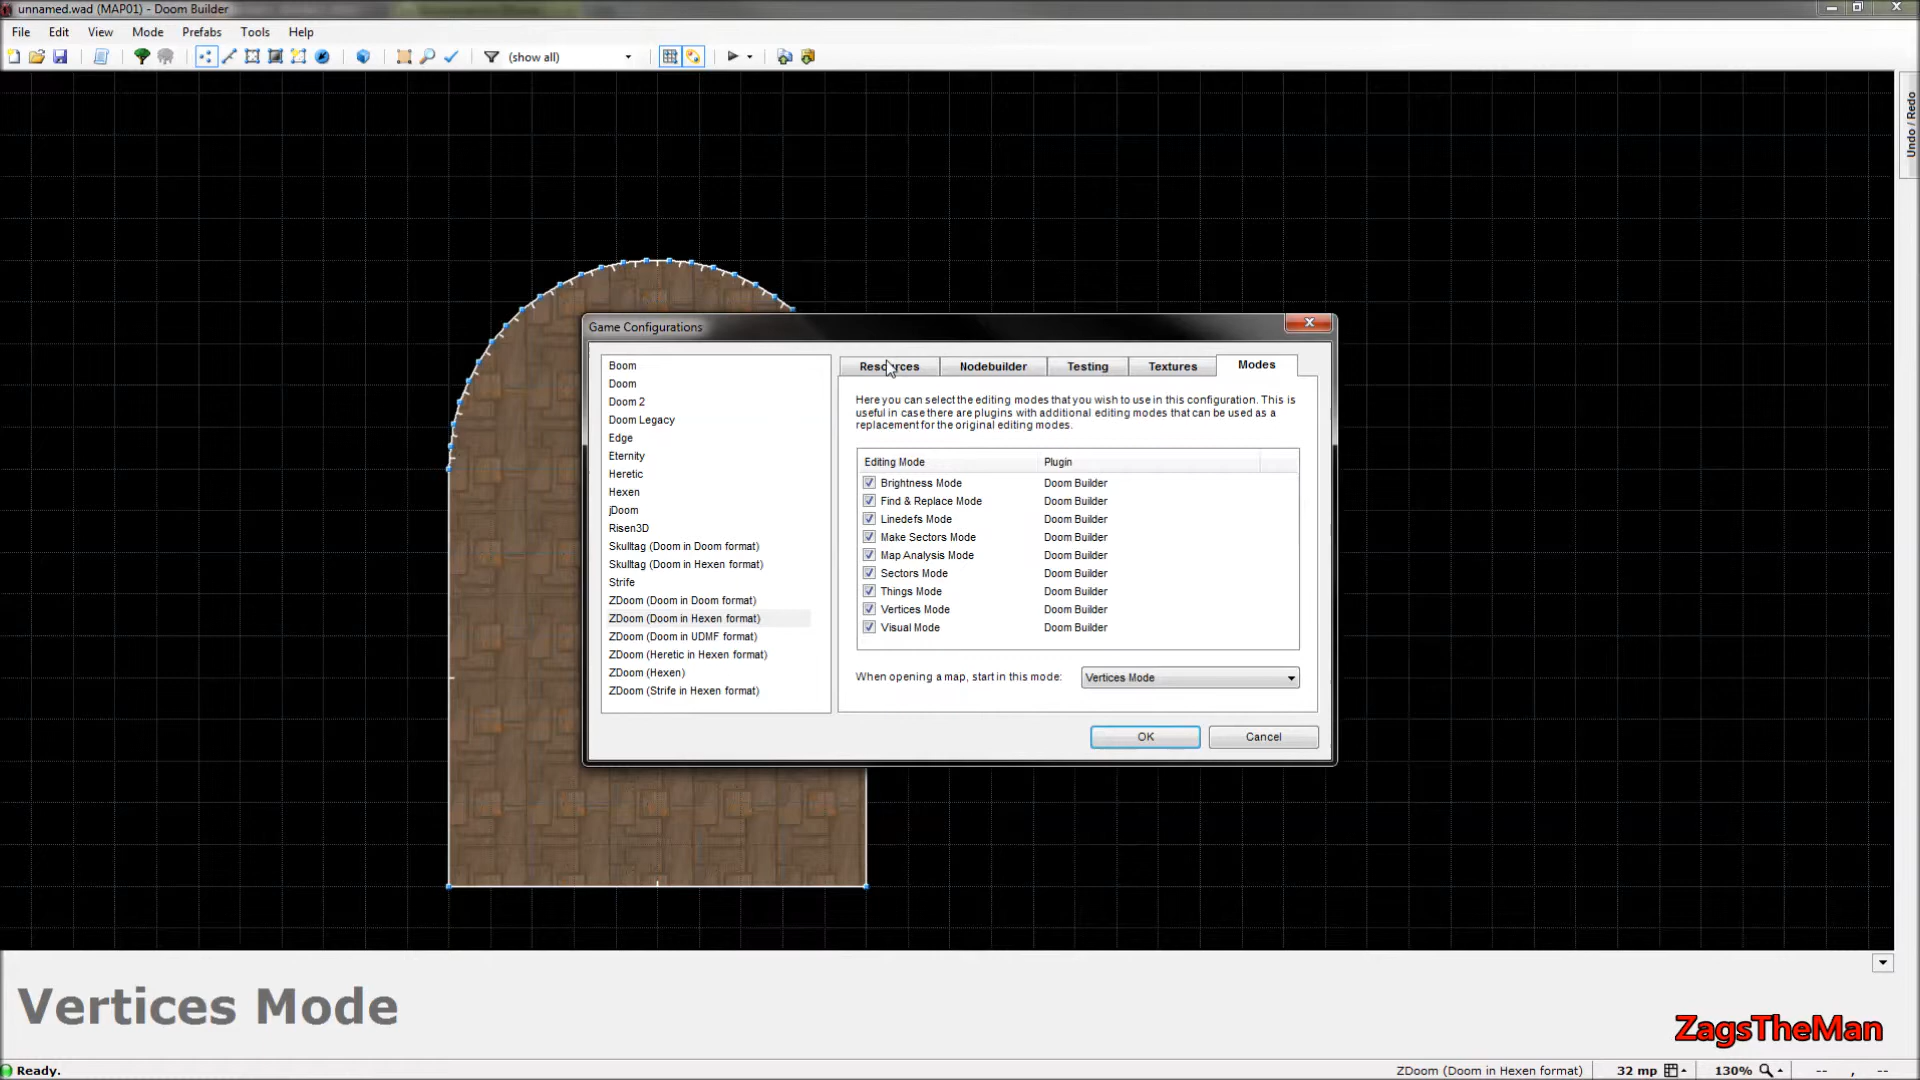 unnamed.wad (MAP01) - Doom Builder
File Edit View Mode Prefabs Tools Help
(show all)
Undo / Redo
Game Configurations
Boom
Doom
Doom 2
Doom Legacy
Edge
Eternity
Heretic
Hexen
jDoom
Risen3D
Skulltag (Doom in Doom format)
Skulltag (Doom in Hexen format)
Strife
ZDoom (Doom in Doom format)
ZDoom (Doom in Hexen format)
ZDoom (Doom in UDMF format)
ZDoom (Heretic in Hexen format)
ZDoom (Hexen)
ZDoom (Strife in Hexen format)
Resources Nodebuilder Testing Textures Modes
Here you can select the editing modes that you wish to use in this configuration. This is
useful in case there are plugins with additional editing modes that can be used as a
replacement for the original editing modes.
Editing Mode Plugin
Brightness Mode Doom Builder
Find & Replace Mode Doom Builder
Linedefs Mode Doom Builder
Make Sectors Mode Doom Builder
Map Analysis Mode Doom Builder
Sectors Mode Doom Builder
Things Mode Doom Builder
Vertices Mode Doom Builder
Visual Mode Doom Builder
When opening a map, start in this mode: Vertices Mode
OK Cancel
Vertices Mode
ZagsTheMan
Ready. ZDoom (Doom in Hexen format) 32 mp 130% -- , --